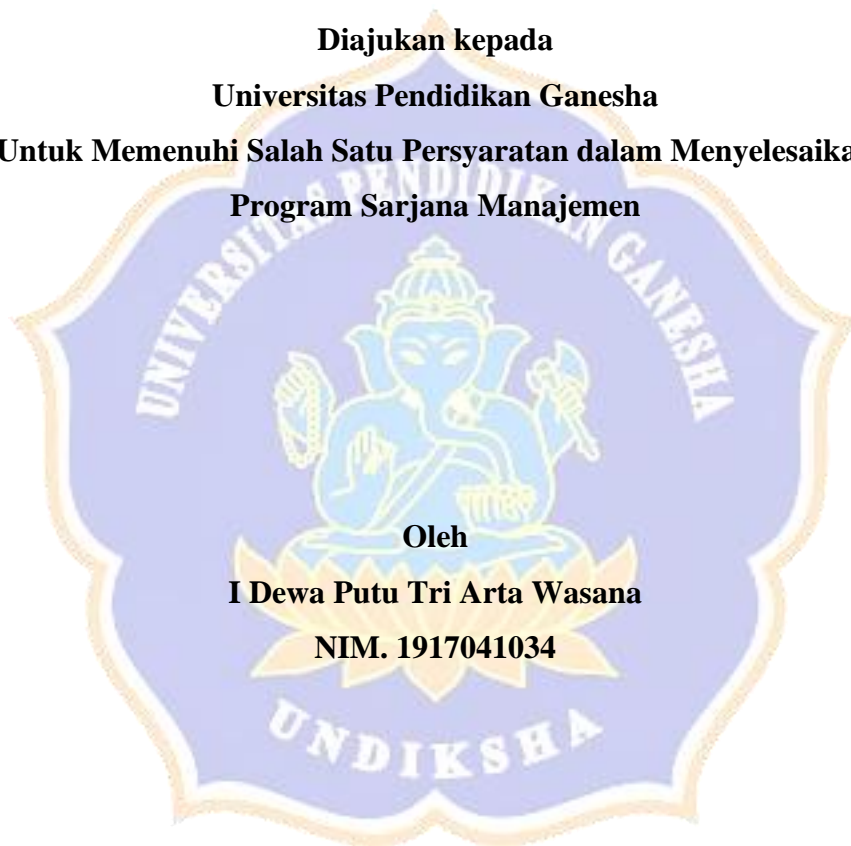 Diajukan kepada
Universitas Pendidikan Ganesha
Untuk Memenuhi Salah Satu Persyaratan dalam Menyelesaika
Program Sarjana Manajemen
UNIVERSITAS PENDIDIKAN GANESHA
Oleh
I Dewa Putu Tri Arta Wasana
NIM. 1917041034
UNDIKSHA